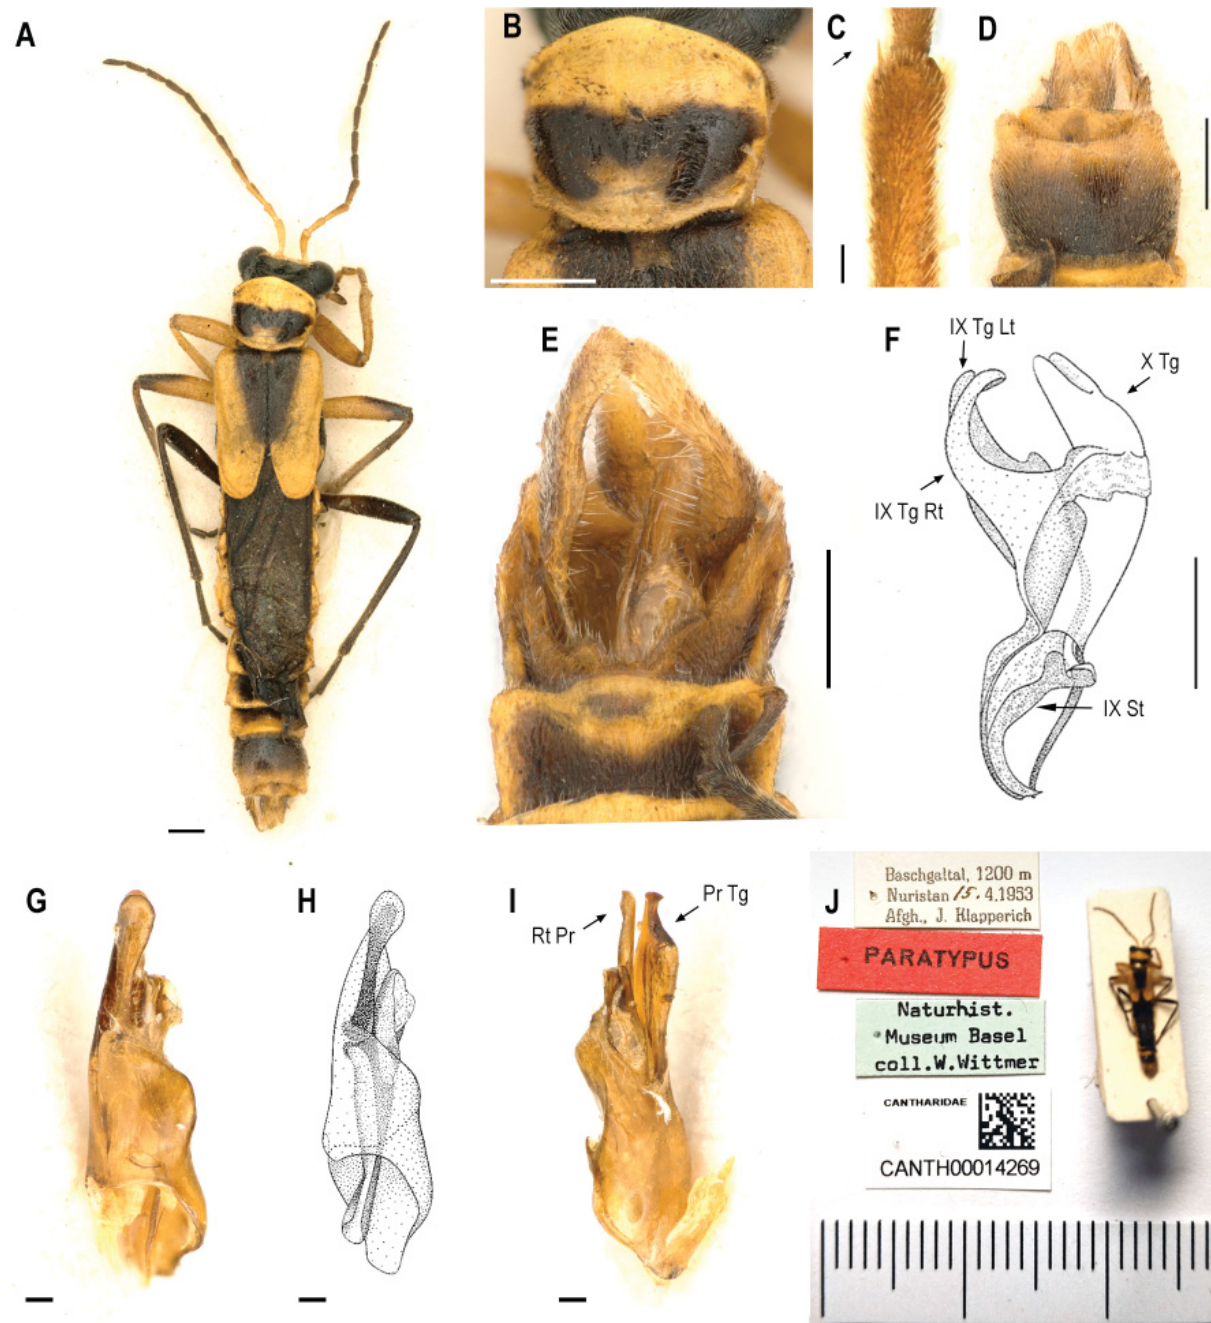 A
B
C
D
E
F
IX Tg Lt
X Tg
IX Tg Rt
IX St
G
H
I
Rt Pr
Pr Tg
J
Baschgaltal, 1200 m
Nuristan 15. 4.1953
Afgh., J. Klapperich
PARATYPUS
Naturhist.
Museum Basel
coll.W.Wittmer
CANTHARIDAE
CANTH00014269